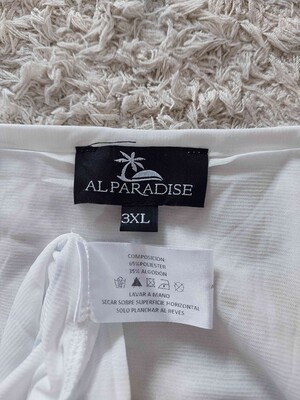 AL PARADISE
3XL
COMPOSICION:
65%POLIESTER
35% ALGODON
LAVAR A MANO
SECAR SOBRE SUPERFICIE HORIZONTAL
SOLO PLANCHAR AL REVES